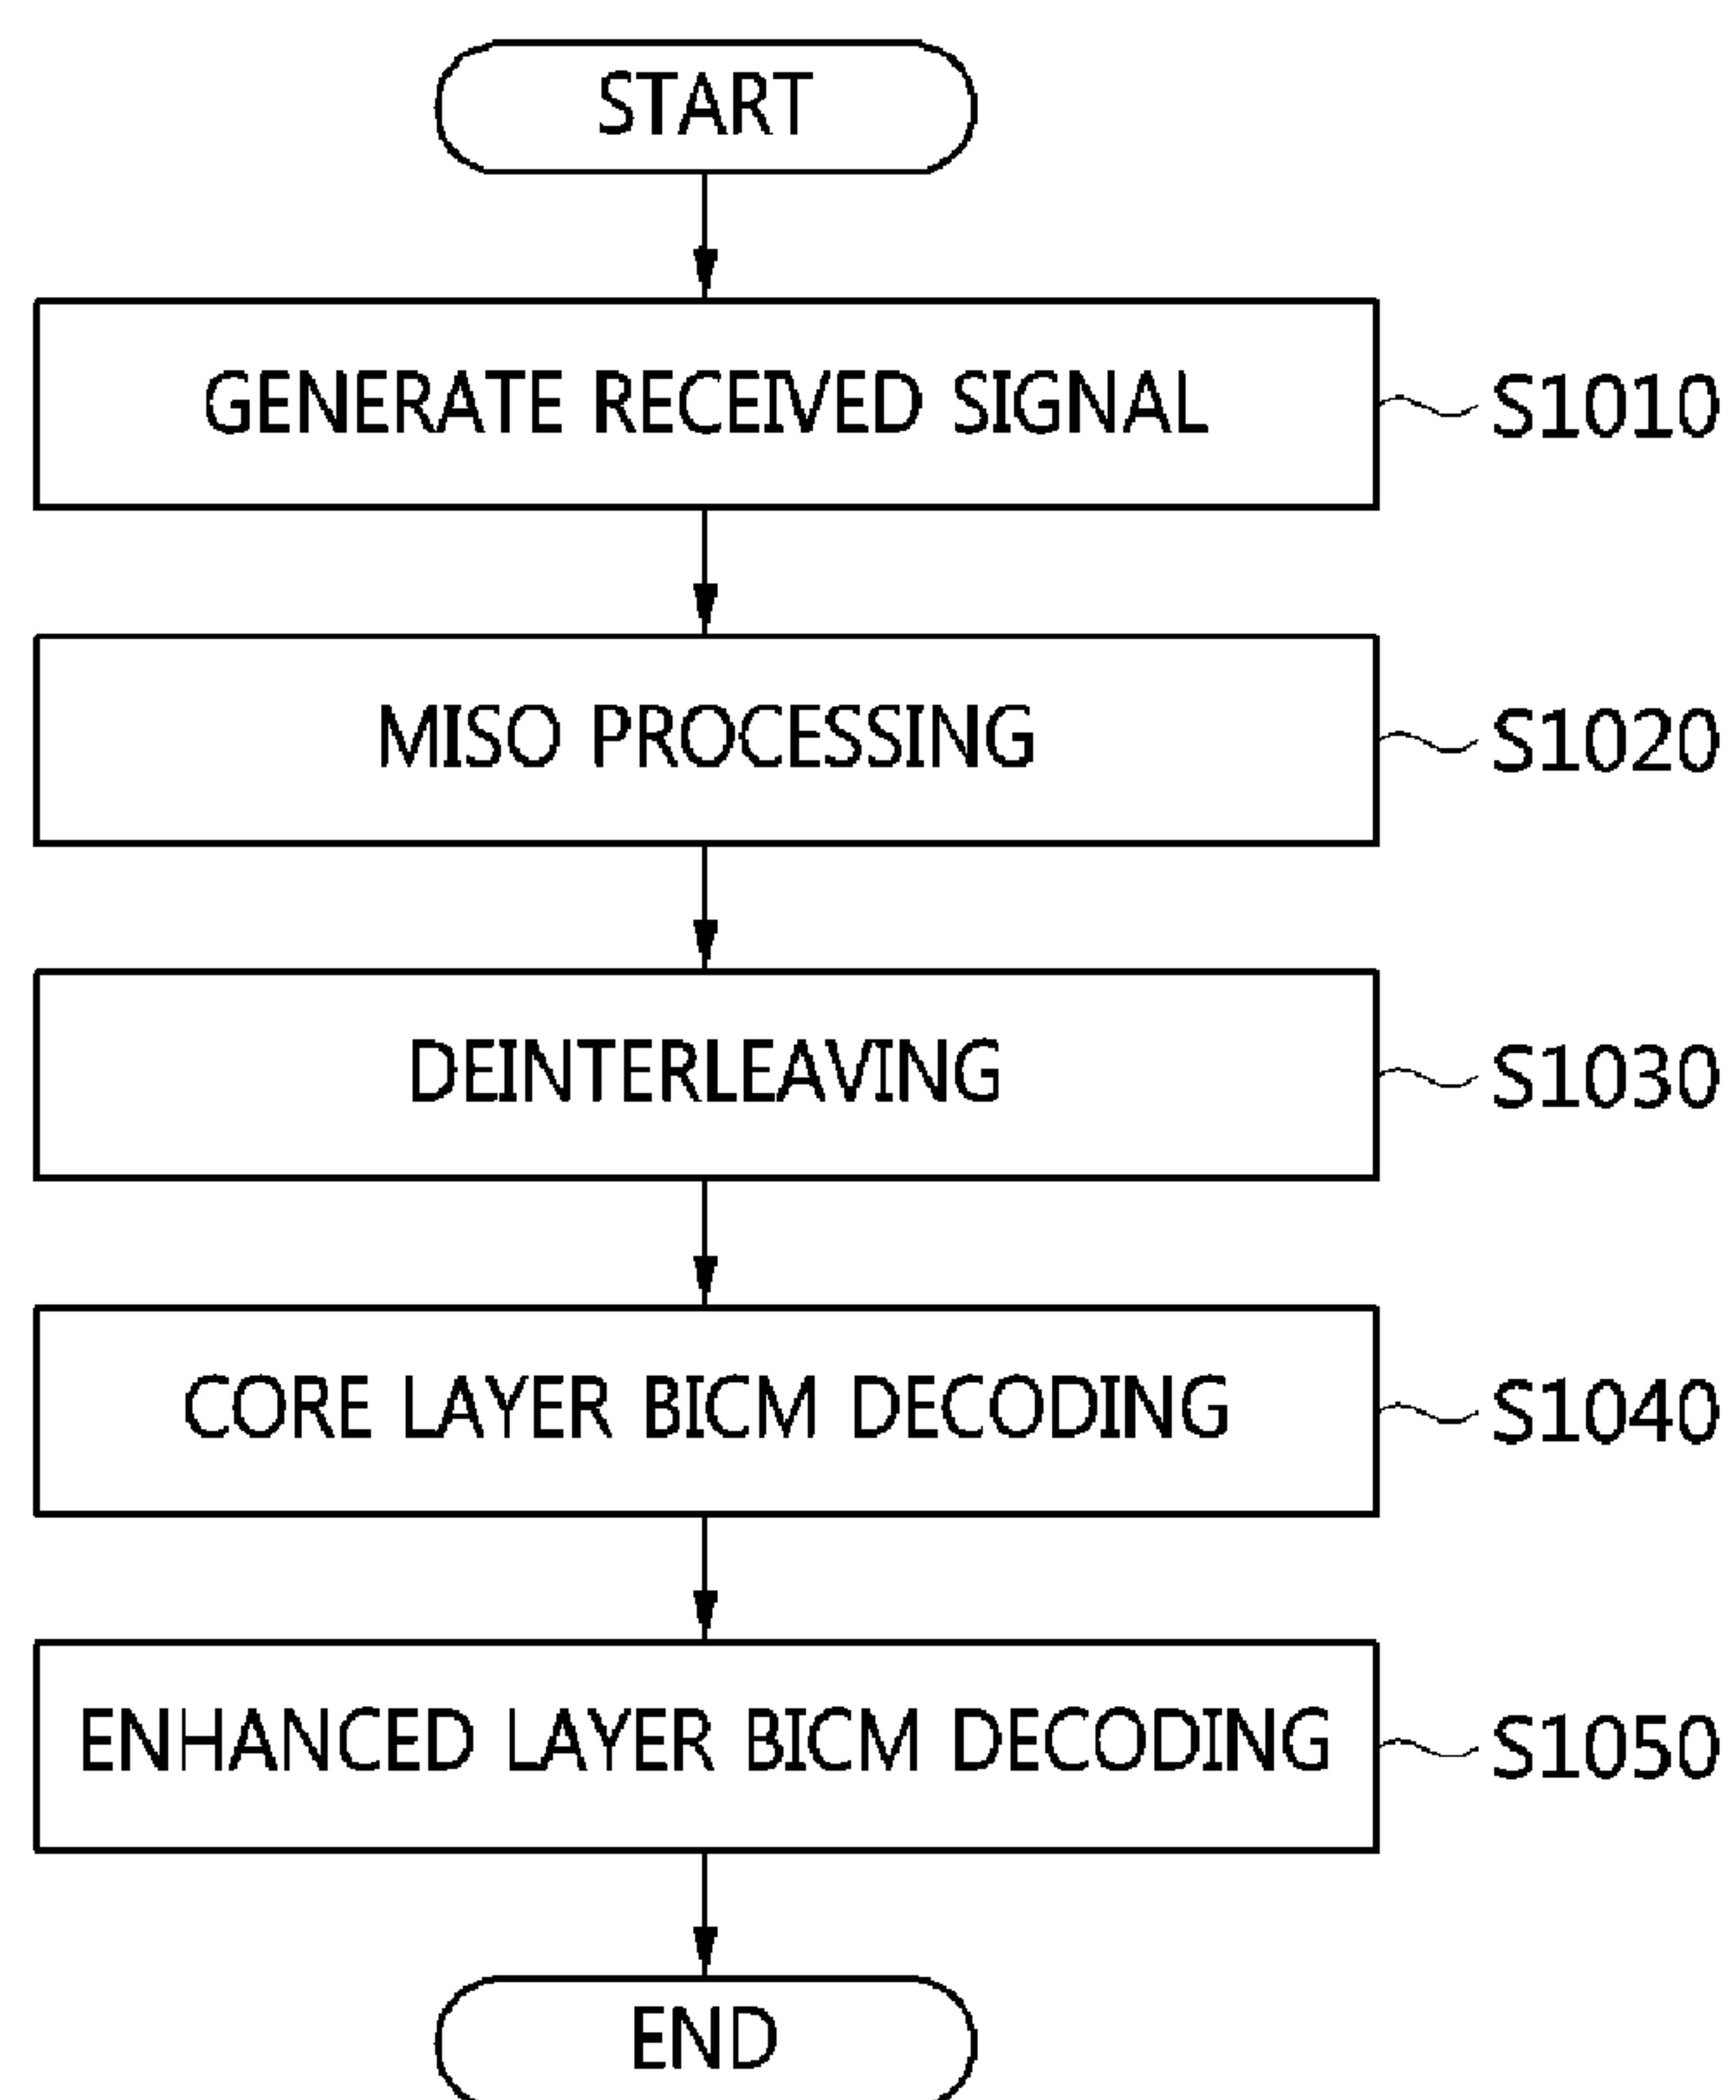 START
GENERATE RECEIVED SIGNAL
S1010
MISO PROCESSING
S1020
DEINTERLEAVING
S1030
CORE LAYER BICM DECODING
S1040
ENHANCED LAYER BICM DECODING
S1050
END